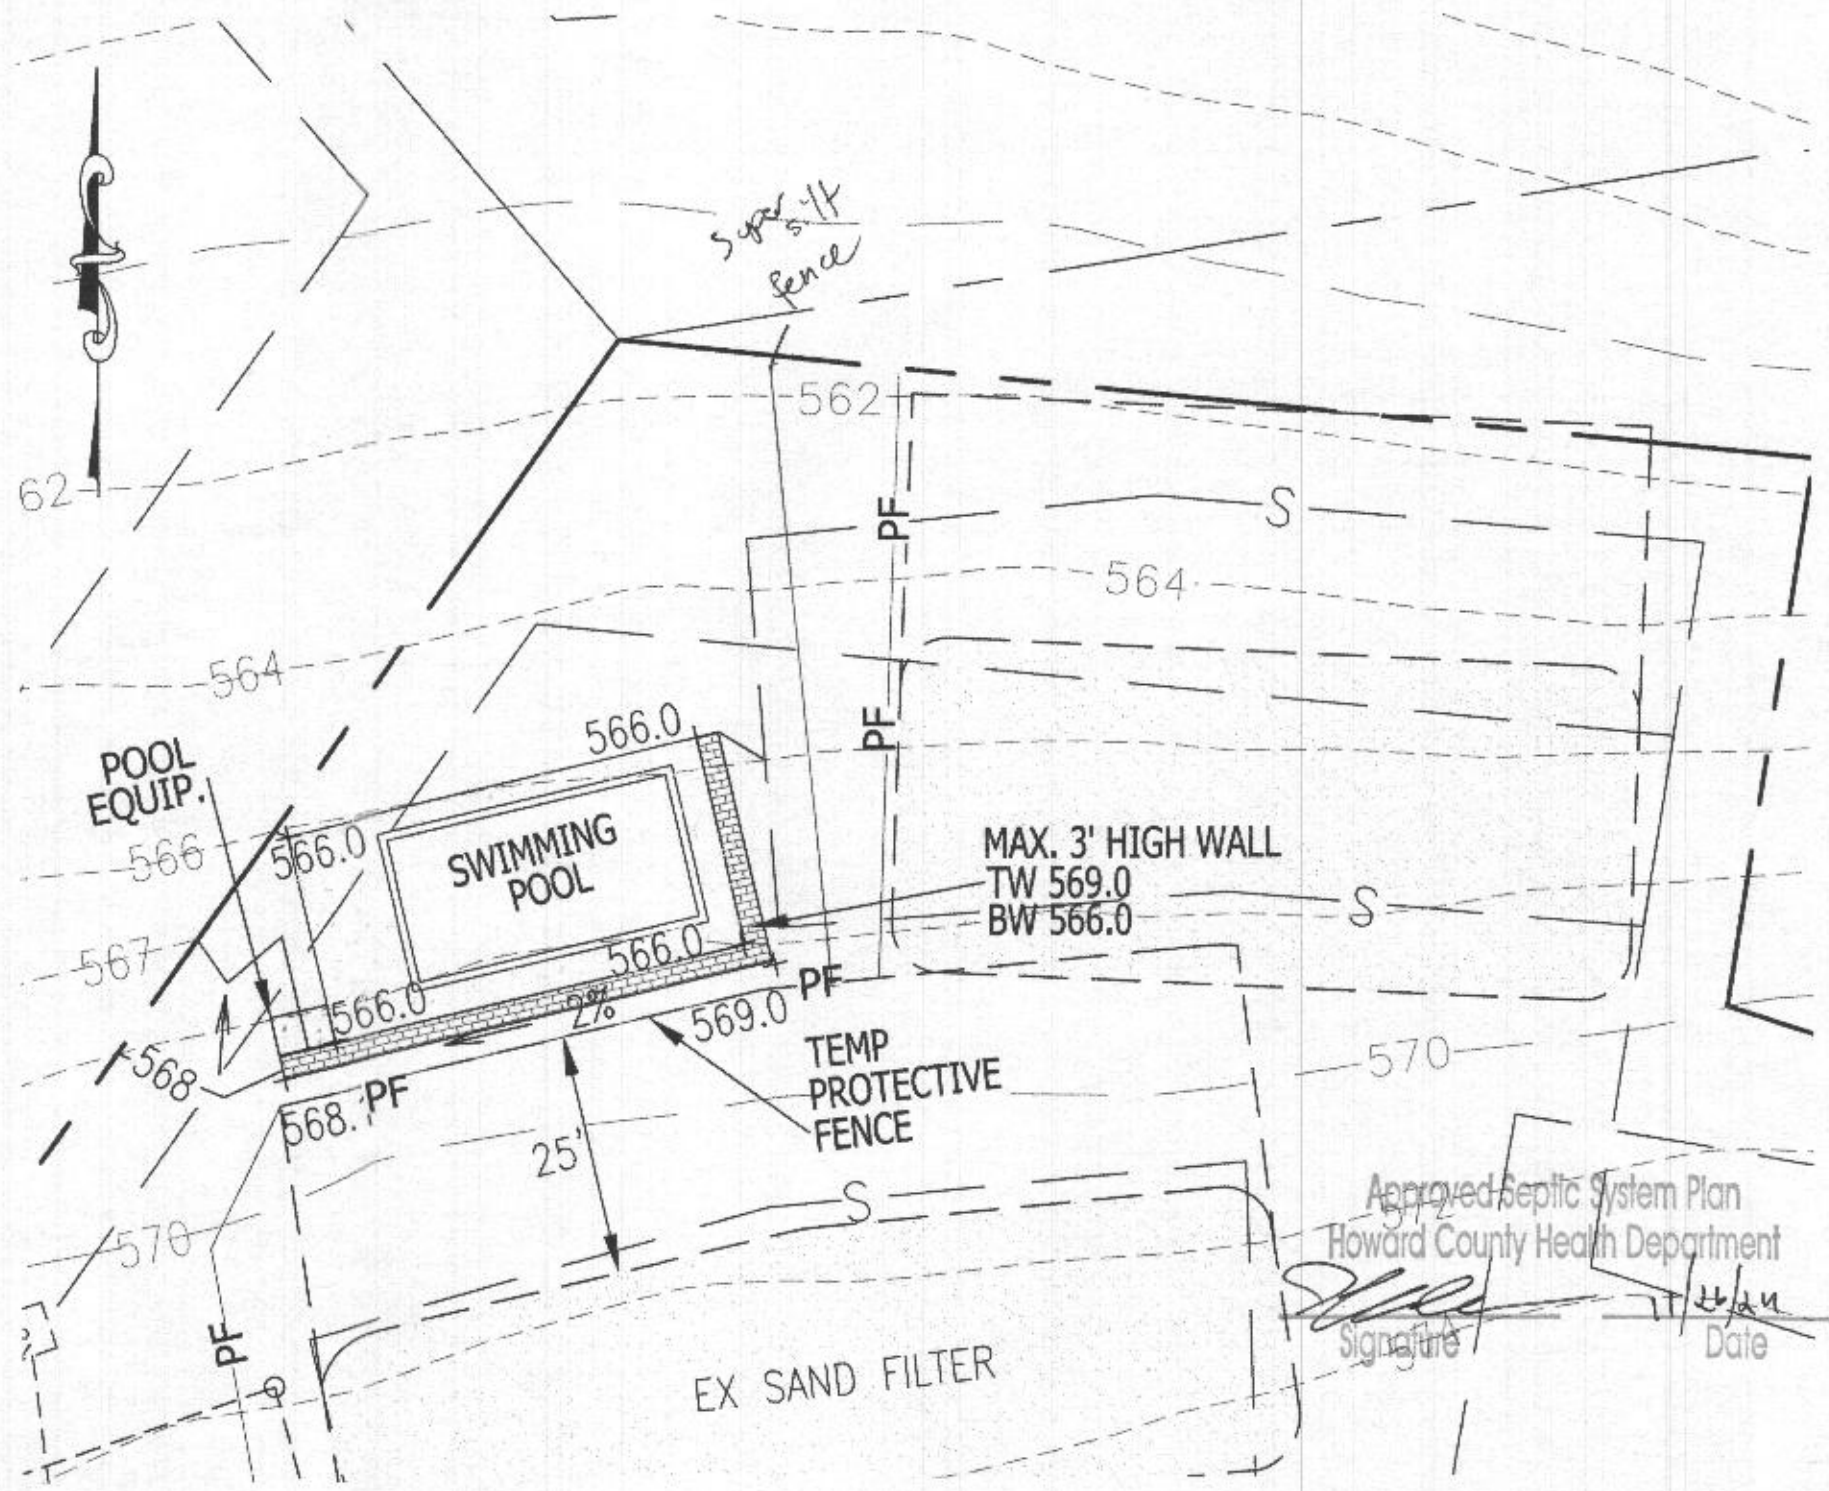 super
silt
fence
562
62
PF
S
564
564
566.0
PF
POOL
EQUIP.
SWIMMING
POOL
MAX. 3' HIGH WALL
TW 569.0
BW 566.0
566
566.0
S
566.0
567
566.0
2%
569.0
PF
TEMP
PROTECTIVE
FENCE
570
568
568.
PF
25'
S
570
Approved Septic System Plan
572
Howard County Health Department
Signature
Date
PF
EX SAND FILTER